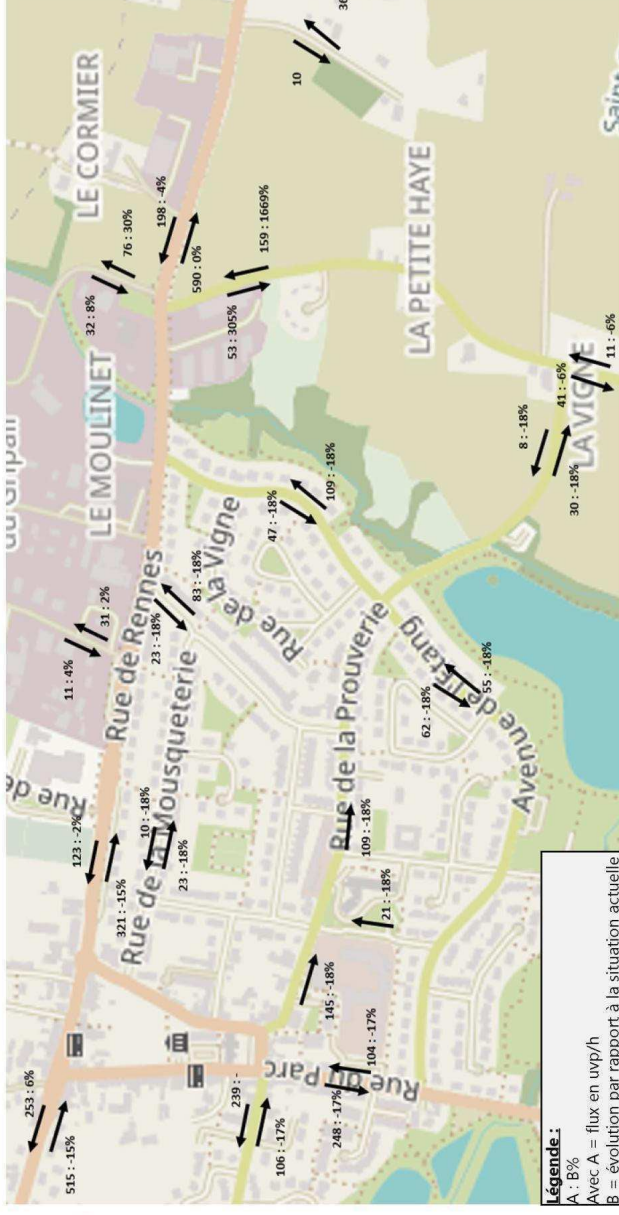 du Gripail
LE CORMIER
36
10
76 : 30%
198 : -4%
32 : 8%
590 : 0%
159 : 1669%
53 : 305%
LE MOULINET
LA PETITE HAYE
Saint
11 : -6%
41 : -6%
8 : -18%
LA VIGNE
30 : -18%
109 : -18%
47 : -18%
Rue de la Vigne
83 : -18%
23 : -18%
31 : 2%
11 : 4%
Rue de Rennes
Rue de la Mousqueterie
Rue de la Prouverie
55 : -18%
62 : -18%
Avenue de l'Étang
Rue de
123 : -2%
321 : -15%
10 : -18%
23 : -18%
109 : -18%
21 : -18%
145 : -18%
104 : -17%
Rue du Parc
248 : -17%
253 : 6%
515 : -15%
239 : -
106 : -17%
Légende :
A : B%
Avec A = flux en uvp/h
B = évolution par rapport à la situation actuelle